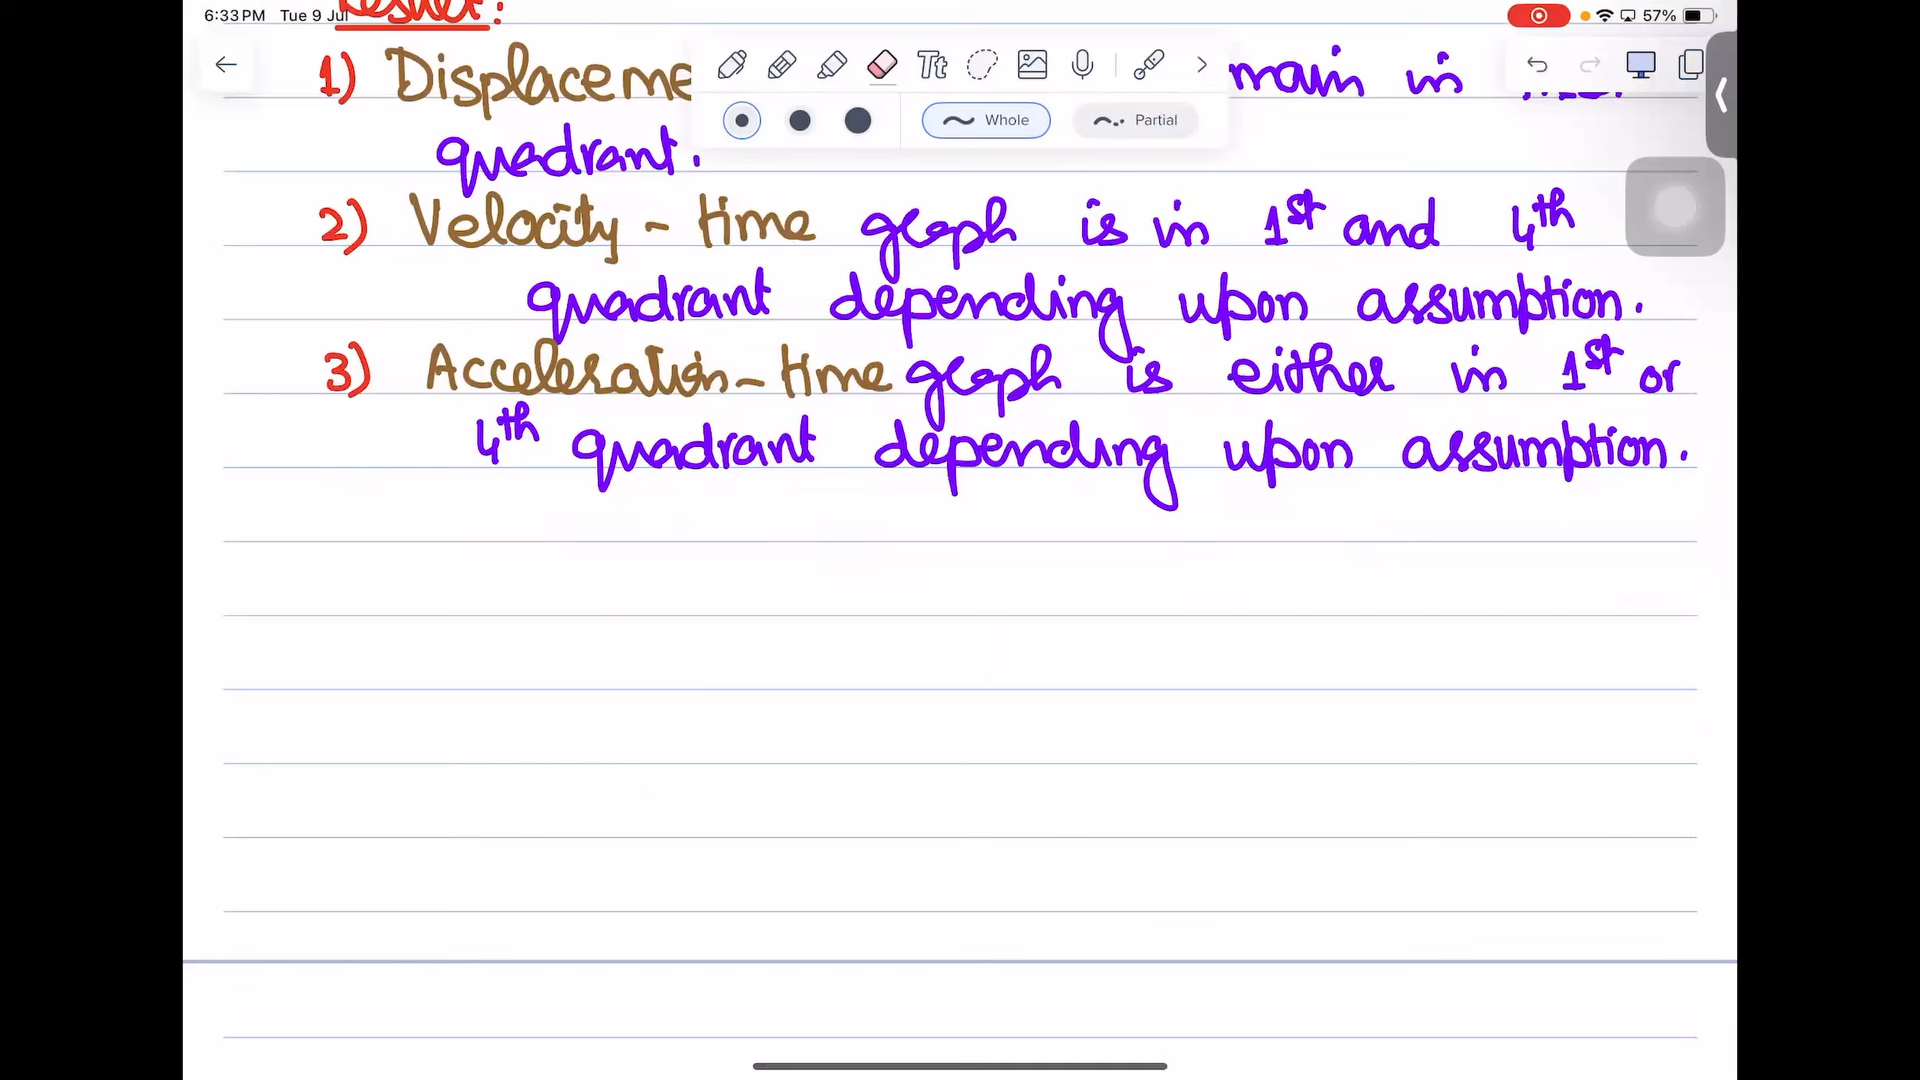 6:33 PM Tue 9 Jul 57%
Result:
1) Displaceme main in
quadrant.
Whole Partial
2) Velocity - time graph is in 1st and 4th
quadrant depending upon assumption.
3) Acceleration - time graph is either in 1st or
4th quadrant depending upon assumption.